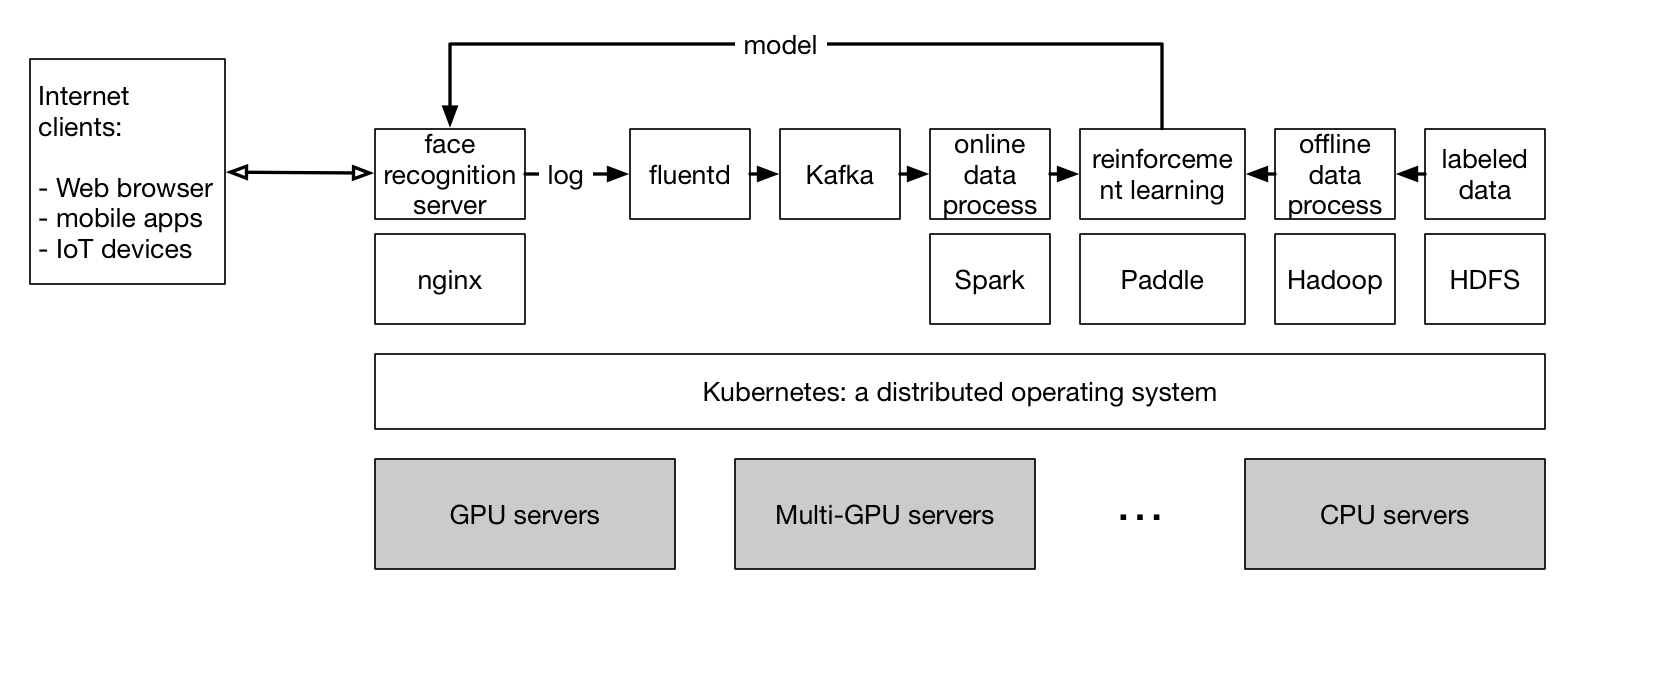 model
Internet
clients:
- Web browser
- mobile apps
- IoT devices
face
recognition
server
log
fluentd
Kafka
online
data
process
reinforceme
nt learning
offline
data
process
labeled
data
nginx
Spark
Paddle
Hadoop
HDFS
Kubernetes: a distributed operating system
GPU servers
Multi-GPU servers
...
CPU servers